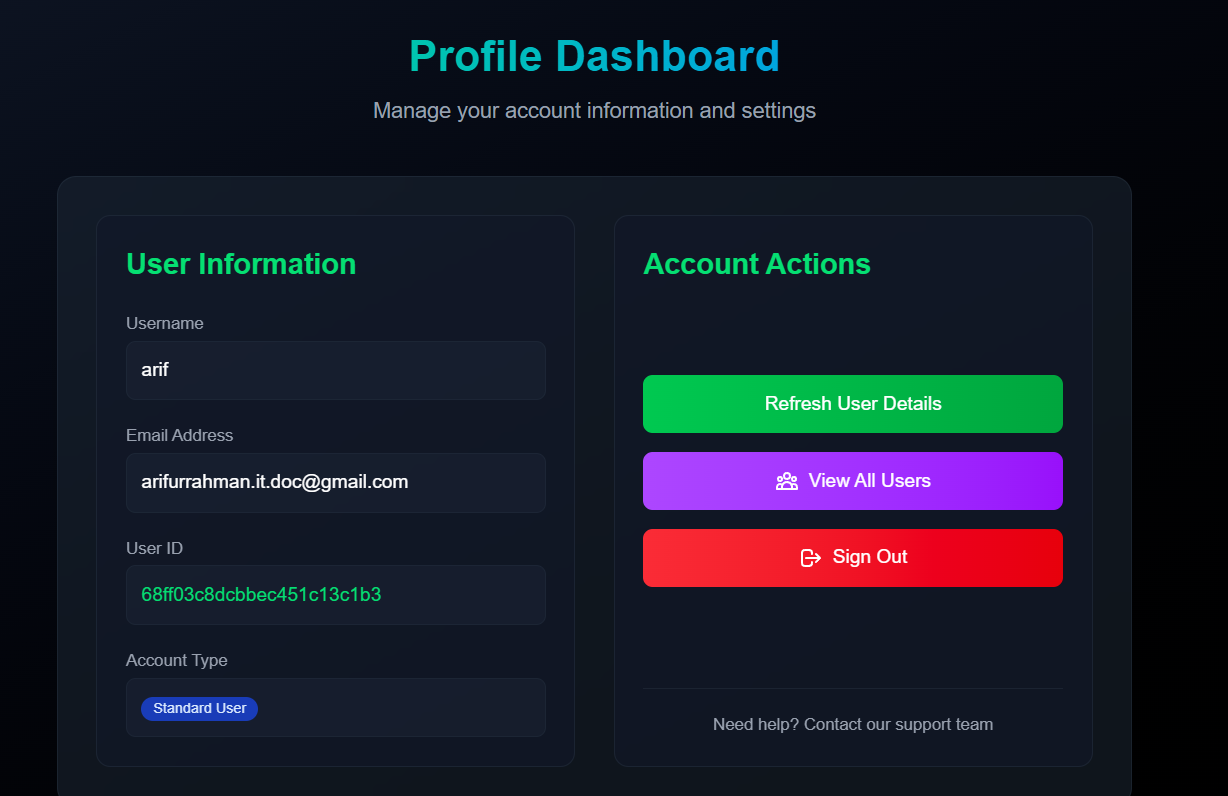 Profile Dashboard
Manage your account information and settings
User Information
Username
arif
Email Address
arifurrahman.it.doc@gmail.com
User ID
68ff03c8dcbbec451c13c1b3
Account Type
Standard User
Account Actions
Refresh User Details
View All Users
Sign Out
Need help? Contact our support team